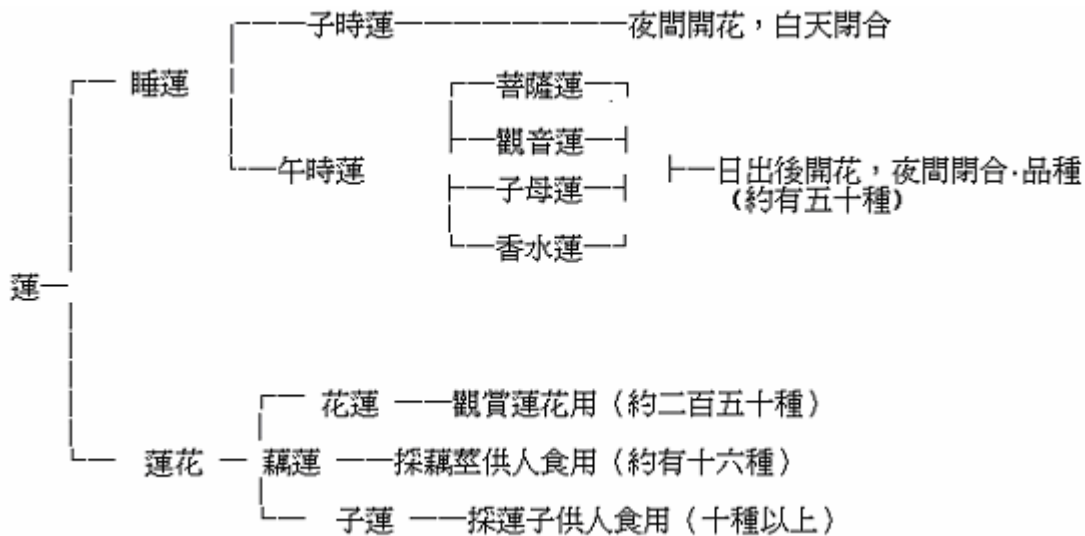 子時蓮 夜間開花，白天閉合
睡蓮
菩薩蓮
觀音蓮
午時蓮 日出後開花，夜間閉合.品種
子母蓮 (約有五十種)
香水蓮
蓮
花蓮 觀賞蓮花用（約二百五十種）
蓮花 藕蓮 採藕莖供人食用（約有十六種）
子蓮 採蓮子供人食用（十種以上）